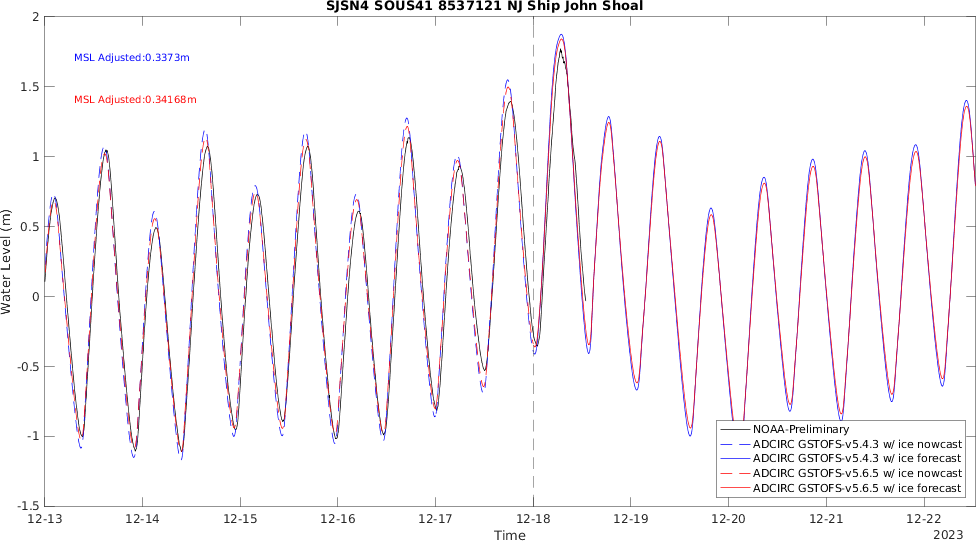 SJSN4 SOUS41 8537121 NJ Ship John Shoal
2
MSL Adjusted:0.3373m
1.5
MSL Adjusted:0.34168m
1
0.5
Water Level (m)
0
-0.5
-1
-1.5
NOAA-Preliminary
ADCIRC GSTOFS-v5.4.3 w/ ice nowcast
ADCIRC GSTOFS-v5.4.3 w/ ice forecast
ADCIRC GSTOFS-v5.6.5 w/ ice nowcast
ADCIRC GSTOFS-v5.6.5 w/ ice forecast
12-13 12-14 12-15 12-16 12-17 12-18 12-19 12-20 12-21 12-22
Time
2023